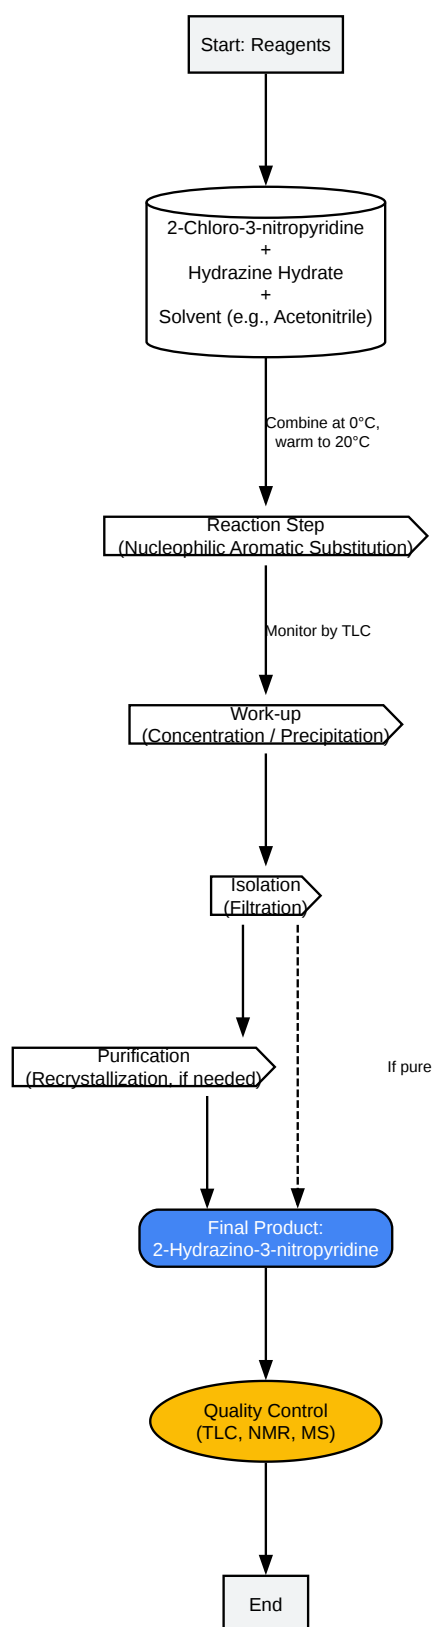 Start: Reagents
2-Chloro-3-nitropyridine
+
Hydrazine Hydrate
+
Solvent (e.g., Acetonitrile)
Combine at 0°C,
warm to 20°C
Reaction Step
(Nucleophilic Aromatic Substitution)
Monitor by TLC
Work-up
(Concentration / Precipitation)
Isolation
(Filtration)
Purification
(Recrystallization, if needed)
If pure
Final Product:
2-Hydrazino-3-nitropyridine
Quality Control
(TLC, NMR, MS)
End